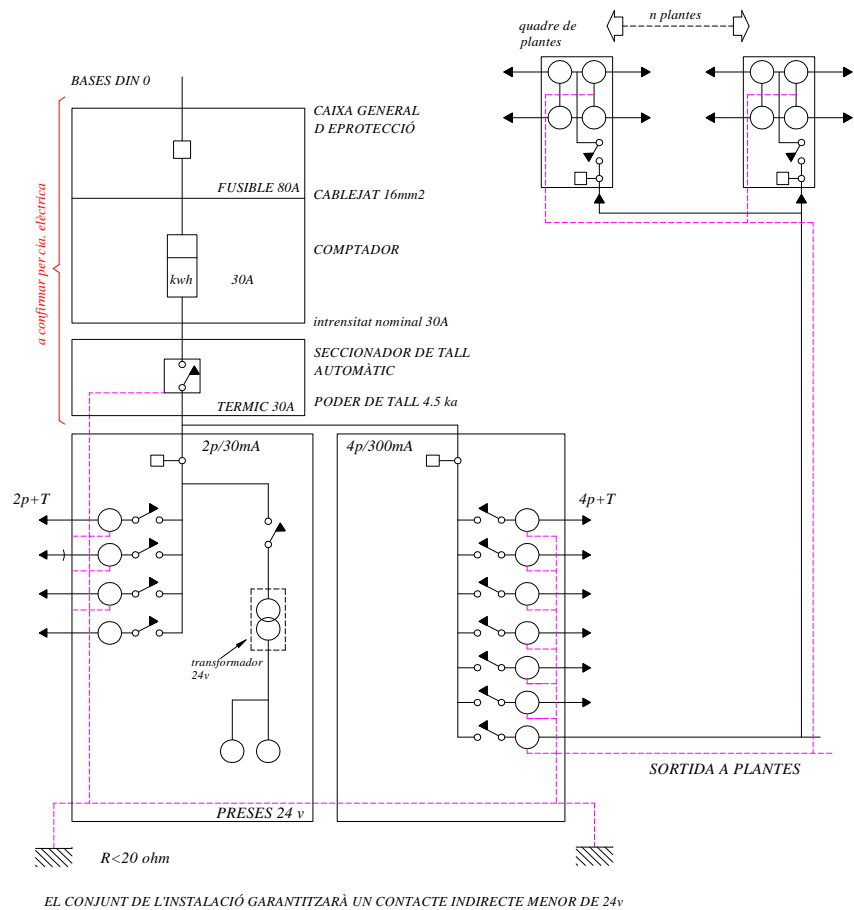 quadre de
plantes
n plantes
BASES DIN 0
CAIXA GENERAL
D EPROTECCIÓ
FUSIBLE 80A
CABLEJAT 16mm2
COMPTADOR
kwh
30A
a confirmar per cia. elèctrica
intrensitat nominal 30A
SECCIONADOR DE TALL
AUTOMÀTIC
TERMIC 30A
PODER DE TALL 4.5 ka
2p/30mA
4p/300mA
2p+T
4p+T
transformador
24v
SORTIDA A PLANTES
PRESES 24 v
R<20 ohm
EL CONJUNT DE L'INSTALACIÓ GARANTITZARÀ UN CONTACTE INDIRECTE MENOR DE 24v